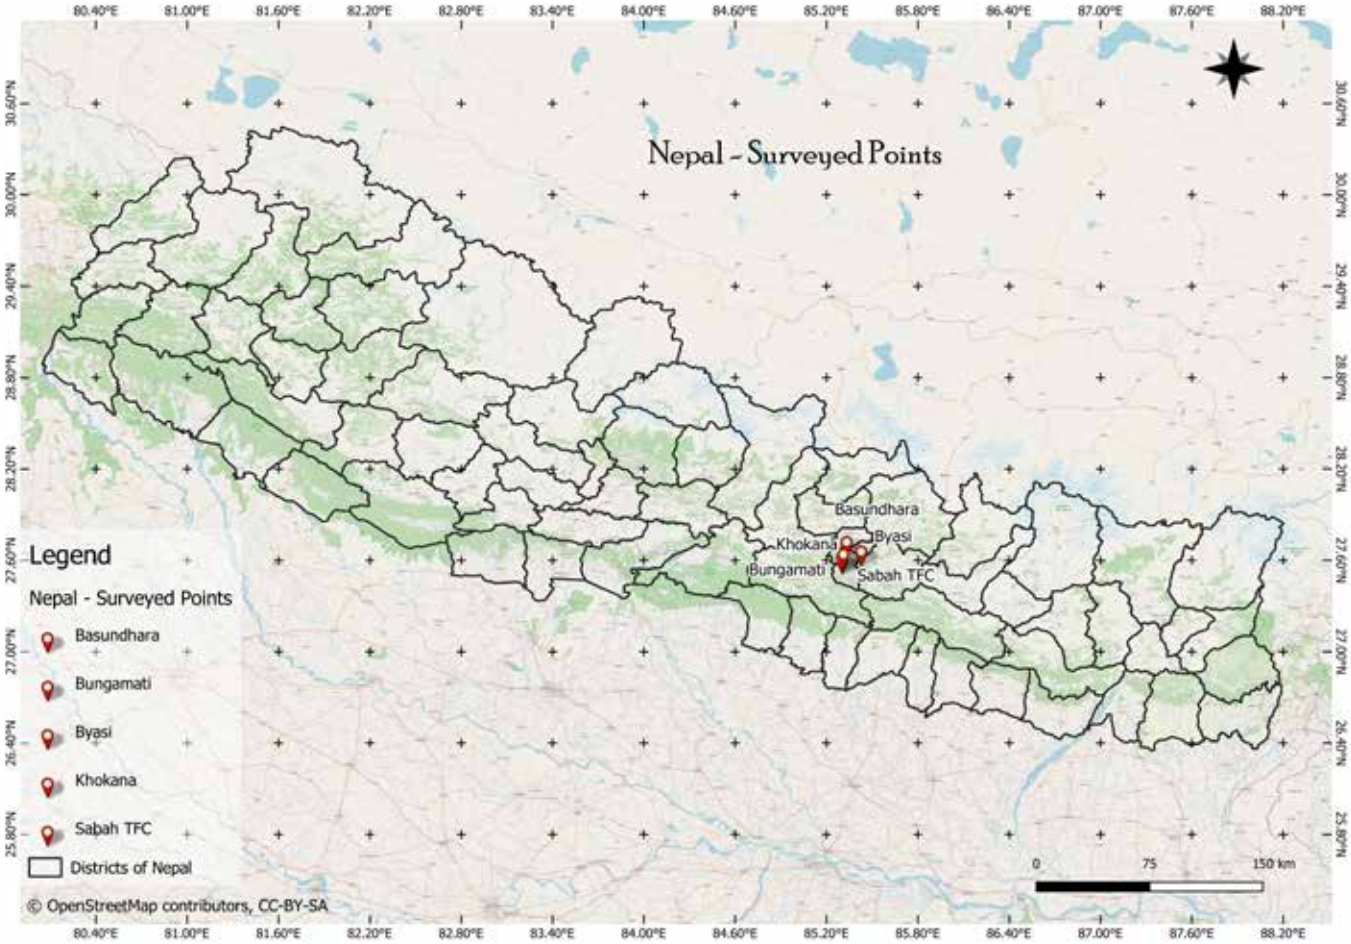 80.40°E 81.00°E 81.60°E 82.20°E 82.80°E 83.40°E 84.00°E 84.60°E 85.20°E 85.80°E 86.40°E 87.00°E 87.60°E 88.20°E
30.60°N 30.60°N
Nepal - Surveyed Points
30.00°N 30.00°N
29.40°N 29.40°N
28.80°N 28.80°N
28.20°N 28.20°N
Basundhara
Khokana Byasi
Bungamati Sabah TFC
27.60°N 27.60°N
Legend
Nepal - Surveyed Points
Basundhara
27.00°N 27.00°N
Bungamati
Byasi
26.40°N 26.40°N
Khokana
Sabah TFC
25.80°N 25.80°N
Districts of Nepal
0 75 150 km
© OpenStreetMap contributors, CC-BY-SA
80.40°E 81.00°E 81.60°E 82.20°E 82.80°E 83.40°E 84.00°E 84.60°E 85.20°E 85.80°E 86.40°E 87.00°E 87.60°E 88.20°E